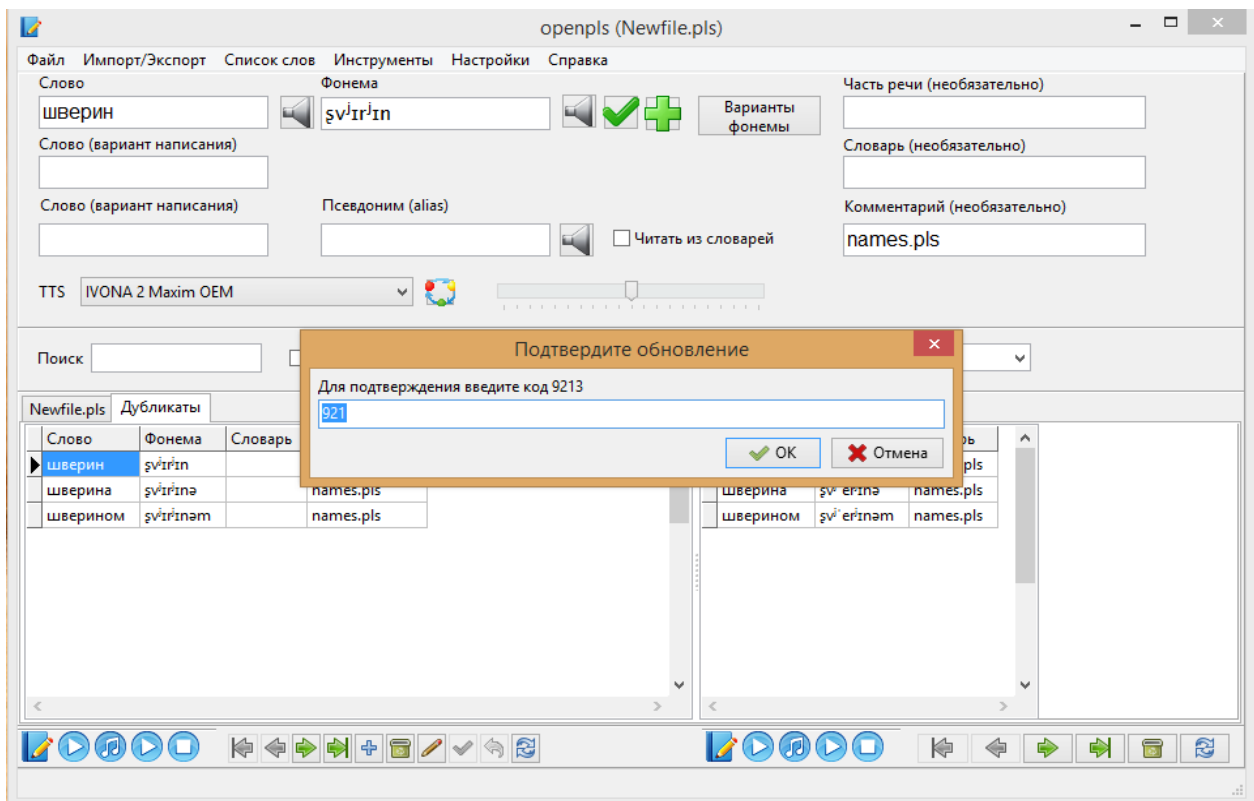 openpls (Newfile.pls)
Файл Импорт/Экспорт Список слов Инструменты Настройки Справка
Слово Фонема Часть речи (необязательно)
шверин ʂvʲɪrʲɪn Варианты фонемы
Слово (вариант написания) Словарь (необязательно)
Слово (вариант написания) Псевдоним (alias) Комментарий (необязательно)
Читать из словарей names.pls
TTS IVONA 2 Maxim OEM
Поиск
Подтвердите обновление
Для подтверждения введите код 9213
921
OK Отмена
Newfile.pls Дубликаты
Слово Фонема Словарь
шверин ʂvʲɪrʲɪn
шверина ʂvʲɪrʲɪnə names.pls шверина ʂvʲˈerʲɪnə names.pls
шверином ʂvʲɪrʲɪnəm names.pls шверином ʂvʲˈerʲɪnəm names.pls